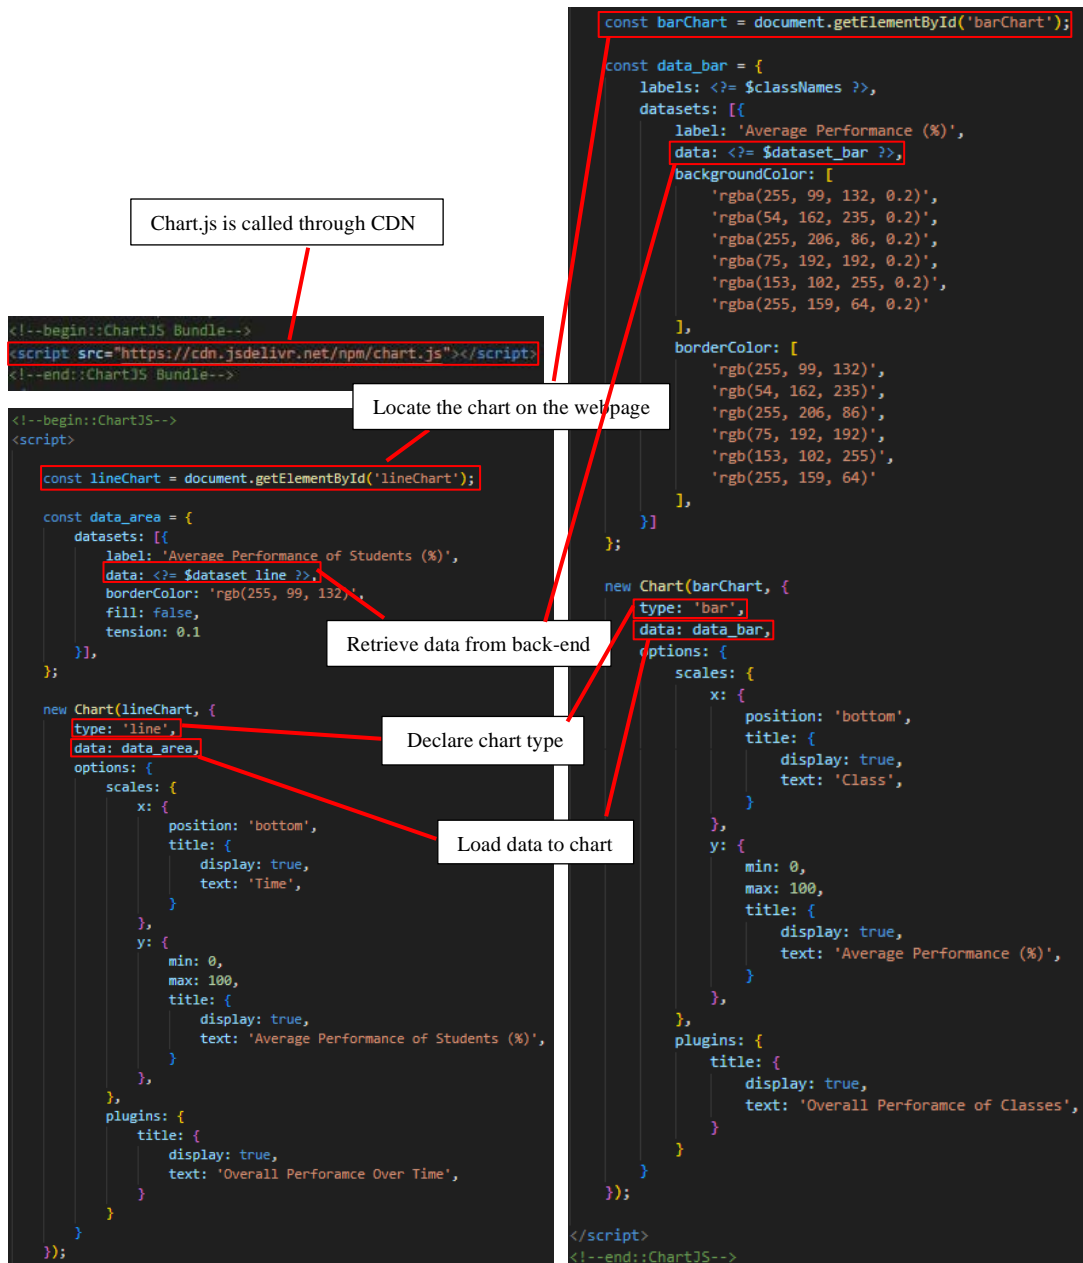 Chart.js is called through CDN
<!--begin::ChartJS Bundle-->
<script src="https://cdn.jsdelivr.net/npm/chart.js"></script>
<!--end::ChartJS Bundle-->
Locate the chart on the webpage
<!--begin::ChartJS-->
<script>
const lineChart = document.getElementById('lineChart');
const data_area = {
datasets: [{
label: 'Average Performance of Students (%)',
data: <?= $dataset_line ?>,
borderColor: 'rgb(255, 99, 132)',
fill: false,
tension: 0.1
}],
};
Retrieve data from back-end
new Chart(lineChart, {
type: 'line',
data: data_area,
options: {
scales: {
x: {
position: 'bottom',
title: {
display: true,
text: 'Time',
}
},
y: {
min: 0,
max: 100,
title: {
display: true,
text: 'Average Performance of Students (%)',
}
},
},
plugins: {
title: {
display: true,
text: 'Overall Perforamce Over Time',
}
}
}
});
Declare chart type
Load data to chart
const barChart = document.getElementById('barChart');
const data_bar = {
labels: <?= $classNames ?>,
datasets: [{
label: 'Average Performance (%)',
data: <?= $dataset_bar ?>,
backgroundColor: [
'rgba(255, 99, 132, 0.2)',
'rgba(54, 162, 235, 0.2)',
'rgba(255, 206, 86, 0.2)',
'rgba(75, 192, 192, 0.2)',
'rgba(153, 102, 255, 0.2)',
'rgba(255, 159, 64, 0.2)'
],
borderColor: [
'rgb(255, 99, 132)',
'rgb(54, 162, 235)',
'rgb(255, 206, 86)',
'rgb(75, 192, 192)',
'rgb(153, 102, 255)',
'rgb(255, 159, 64)'
],
}]
};
new Chart(barChart, {
type: 'bar',
data: data_bar,
options: {
scales: {
x: {
position: 'bottom',
title: {
display: true,
text: 'Class',
}
},
y: {
min: 0,
max: 100,
title: {
display: true,
text: 'Average Performance (%)',
}
},
},
plugins: {
title: {
display: true,
text: 'Overall Perforamce of Classes',
}
}
}
});
</script>
<!--end::ChartJS-->